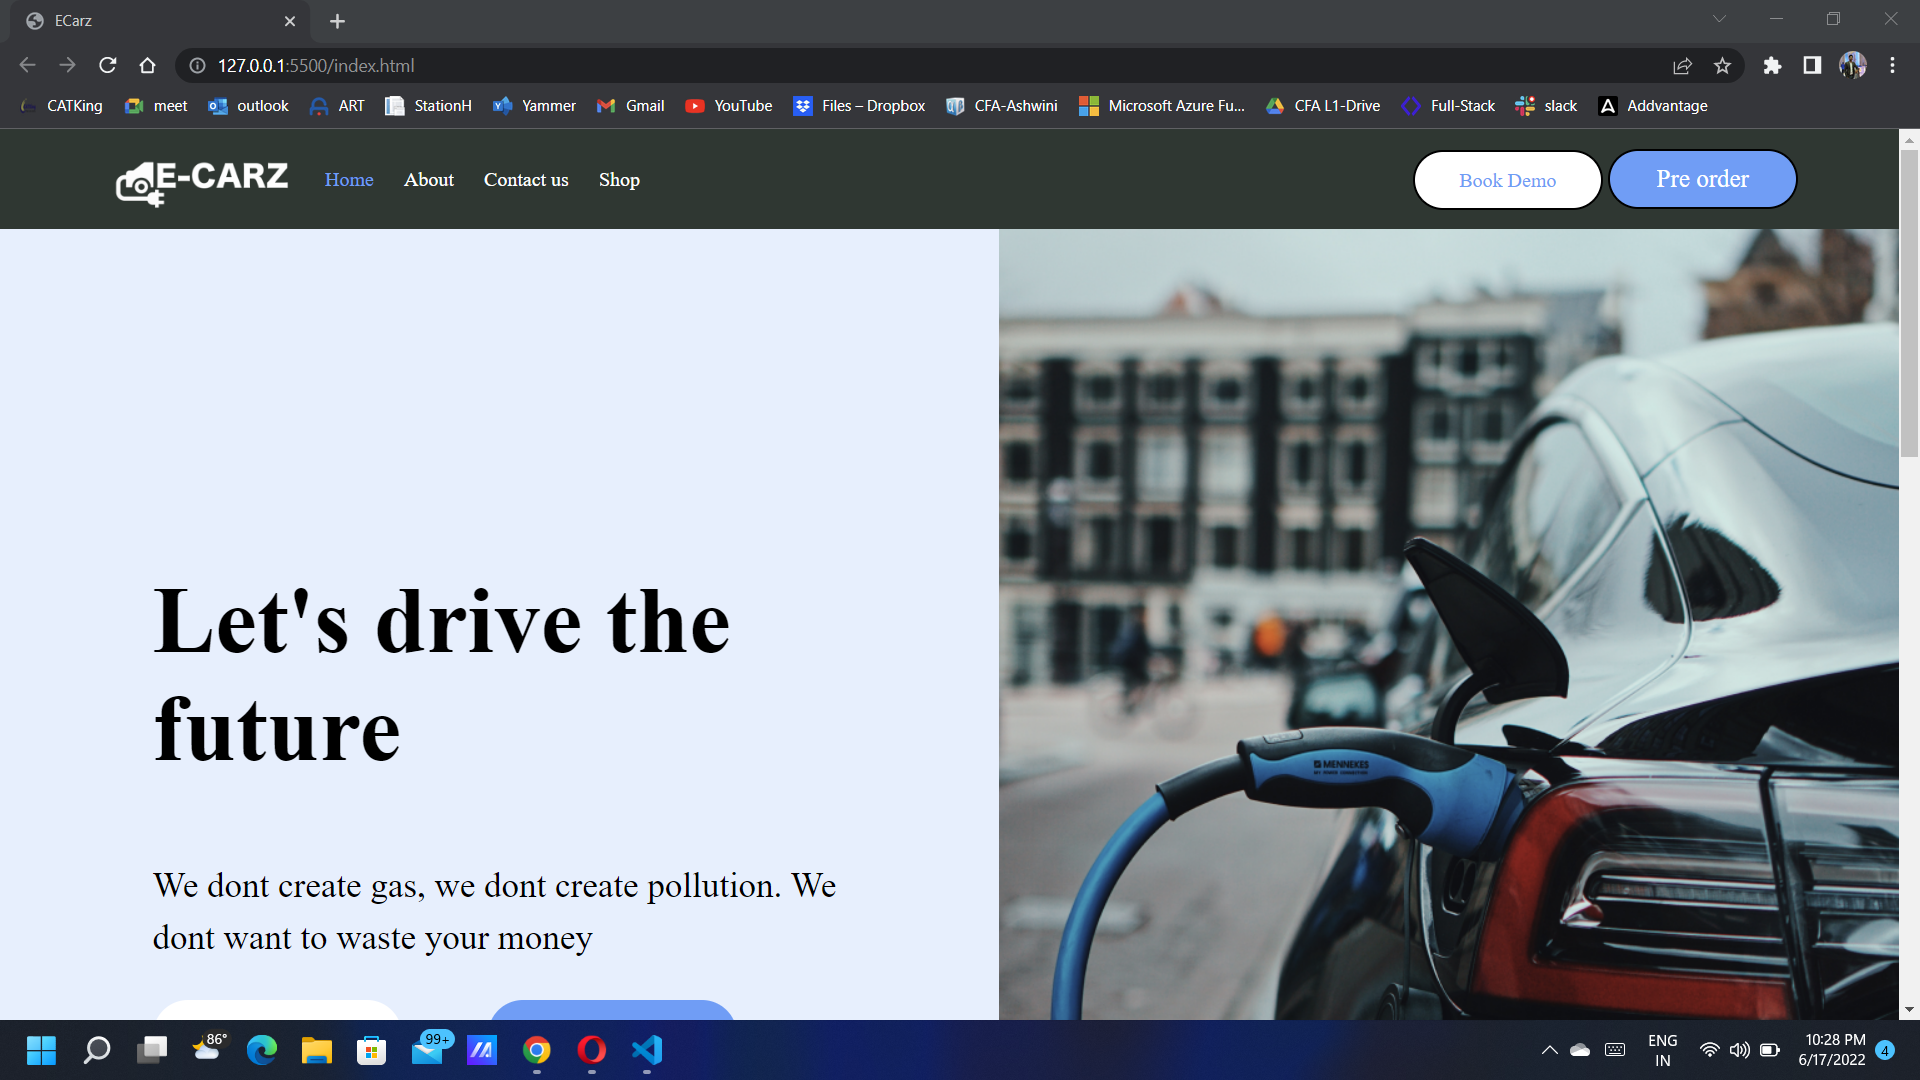 ECarz
127.0.0.1:5500/index.html
CATKing meet outlook ART StationH Yammer Gmail YouTube Files – Dropbox CFA-Ashwini Microsoft Azure Fu... CFA L1-Drive Full-Stack slack Addvantage
E-CARZ Home About Contact us Shop Book Demo Pre order
Let's drive the
future
MENNEKES
We dont create gas, we dont create pollution. We
dont want to waste your money
86°
99+
ENG
IN
10:28 PM
6/17/2022
4